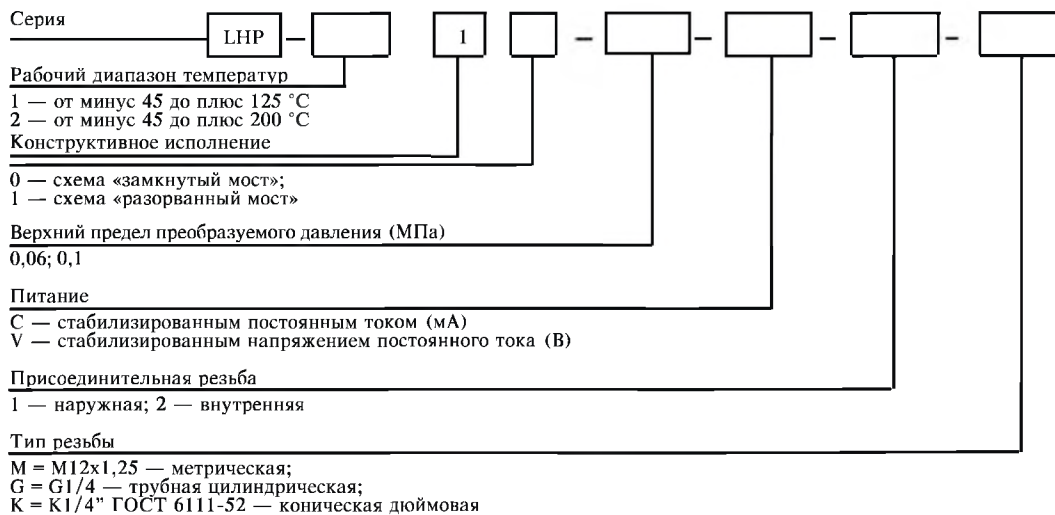 Серия
LHP – 1 – – – –
Рабочий диапазон температур
1 — от минус 45 до плюс 125 °С
2 — от минус 45 до плюс 200 °С
Конструктивное исполнение
0 — схема «замкнутый мост»;
1 — схема «разорванный мост»
Верхний предел преобразуемого давления (МПа)
0,06; 0,1
Питание
С — стабилизированным постоянным током (мА)
V — стабилизированным напряжением постоянного тока (В)
Присоединительная резьба
1 — наружная; 2 — внутренняя
Тип резьбы
М = М12х1,25 — метрическая;
G = G1/4 — трубная цилиндрическая;
К = К1/4” ГОСТ 6111-52 — коническая дюймовая